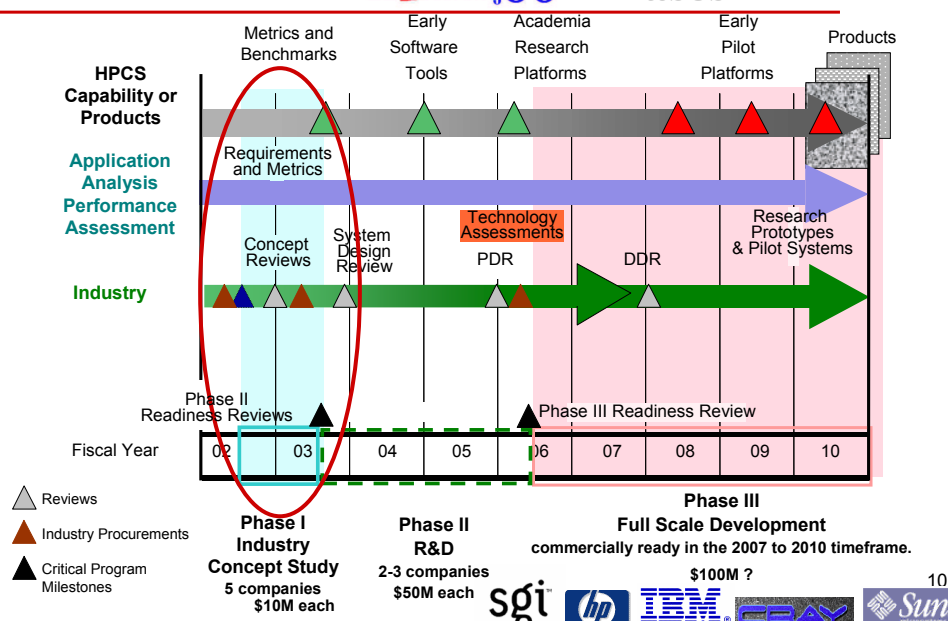 Metrics and
Benchmarks
Early
Software
Tools
Academia
Research
Platforms
Early
Pilot
Platforms
Products
HPCS
Capability or
Products
Requirements
and Metrics
Application
Analysis
Performance
Assessment
Concept
Reviews
System
Design
Review
Technology
Assessments
PDR
DDR
Research
Prototypes
& Pilot Systems
Industry
Phase II
Readiness Reviews
Phase III Readiness Review
Fiscal Year
02
03
04
05
06
07
08
09
10
Reviews
Industry Procurements
Critical Program
Milestones
Phase I
Industry
Concept Study
5 companies
$10M each
Phase II
R&D
2-3 companies
$50M each
Phase III
Full Scale Development
commercially ready in the 2007 to 2010 timeframe.
$100M ?
sgi
hp
IBM
CRAY
Sun
10